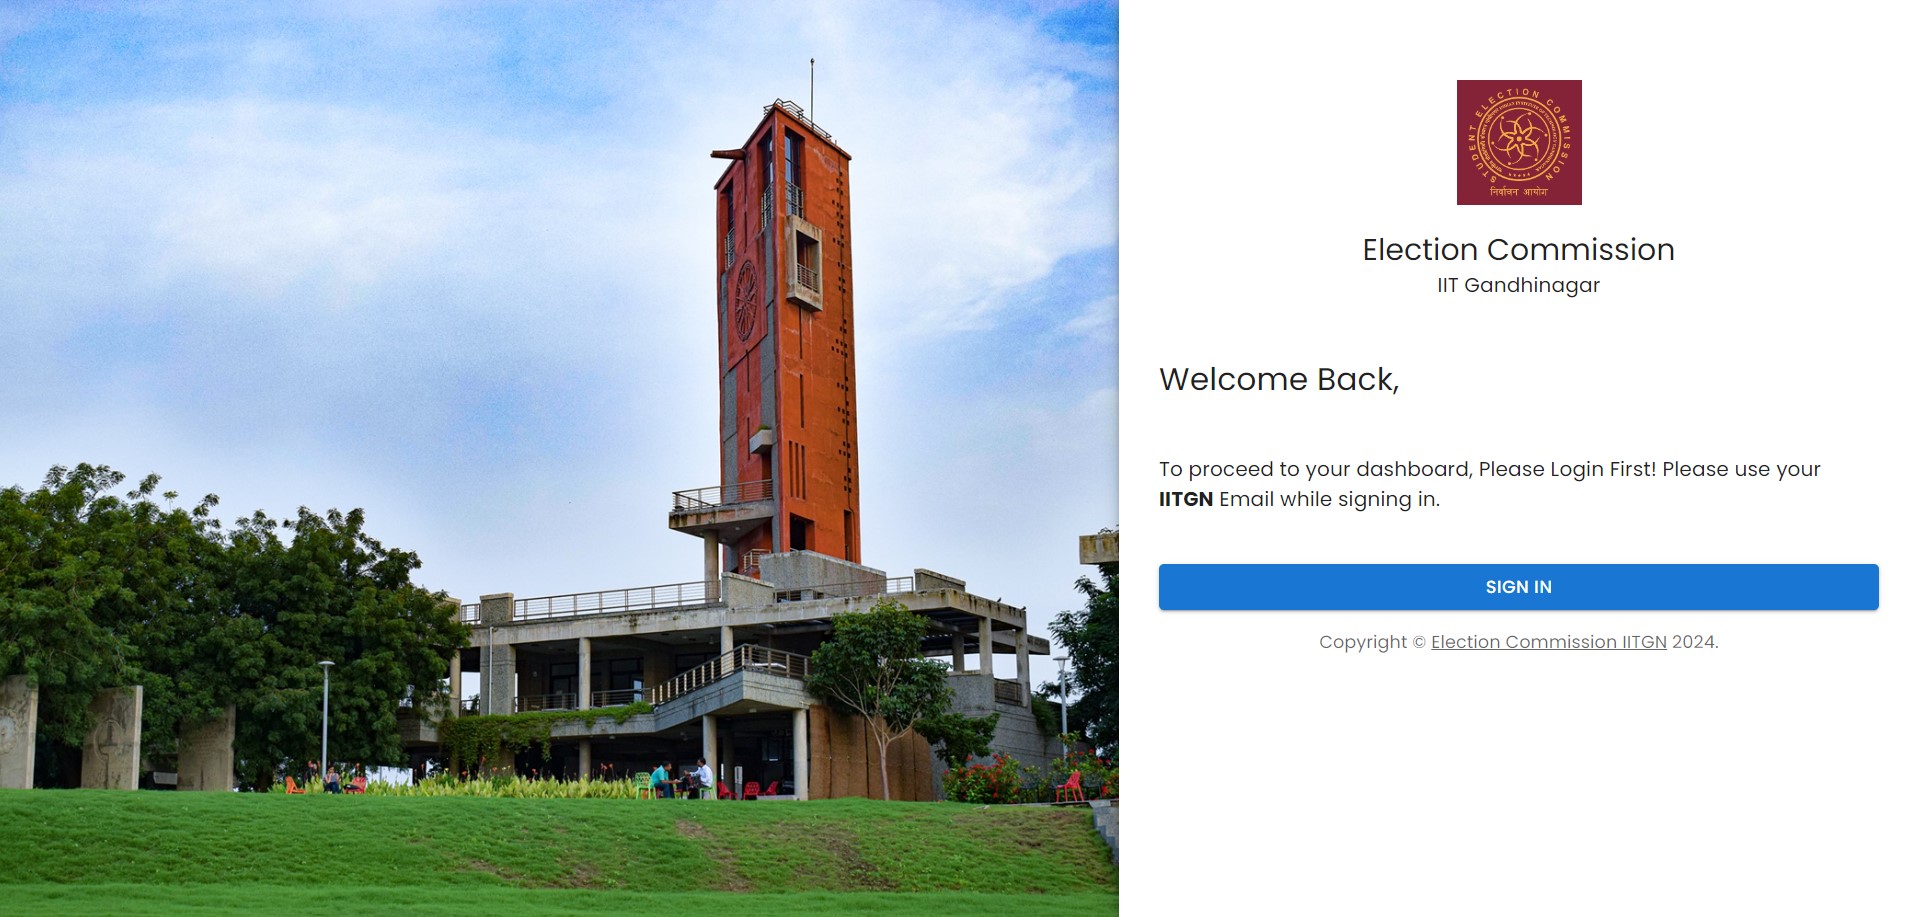 STUDENT ELECTION COMMISSION
निर्वाचन आयोग
Election Commission
IIT Gandhinagar
Welcome Back,
To proceed to your dashboard, Please Login First! Please use your
IITGN Email while signing in.
SIGN IN
Copyright © Election Commission IITGN 2024.